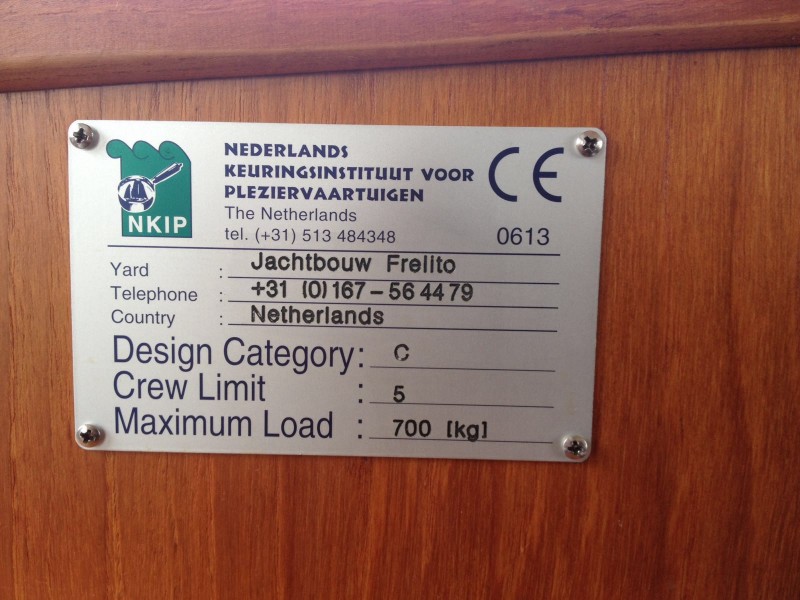 NKIP
NEDERLANDS
KEURINGSINSTITUUT VOOR
PLEZIERVAARTUIGEN
The Netherlands
tel. (+31) 513 484348
CE
0613
Yard : Jachtbouw Frelito
Telephone : +31 (0)167-56 44 79
Country : Netherlands
Design Category: C
Crew Limit : 5
Maximum Load : 700 [kg]